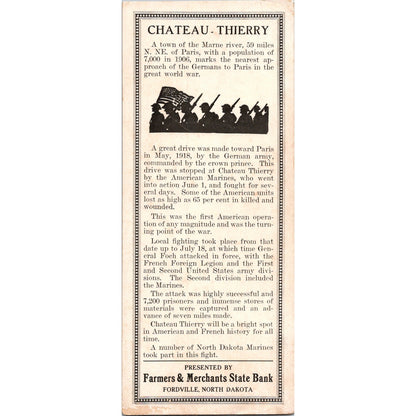 CHATEAU - THIERRY
A town of the Marne river, 59 miles
N. NE. of Paris, with a population of
7,000 in 1906, marks the nearest ap-
proach of the Germans to Paris in the
great world war.
A great drive was made toward Paris
in May, 1918, by the German army,
commanded by the crown prince. This
drive was stopped at Chateau Thierry
by the American Marines, who went
into action June 1, and fought for sev-
eral days. Some of the American units
lost as high as 65 per cent in killed and
wounded.
This was the first American opera-
tion of any magnitude and was the turn-
ing point of the war.
Local fighting took place from that
date up to July 18, at which time Gen-
eral Foch attacked in force, with the
French Foreign Legion and the First
and Second United States army divi-
sions. The Second division included
the Marines.
The attack was highly successful and
7,200 prisoners and immense stores of
materials were captured and an ad-
vance of seven miles made.
Chateau Thierry will be a bright spot
in American and French history for all
time.
A number of North Dakota Marines
took part in this fight.
PRESENTED BY
Farmers & Merchants State Bank
FORDVILLE, NORTH DAKOTA